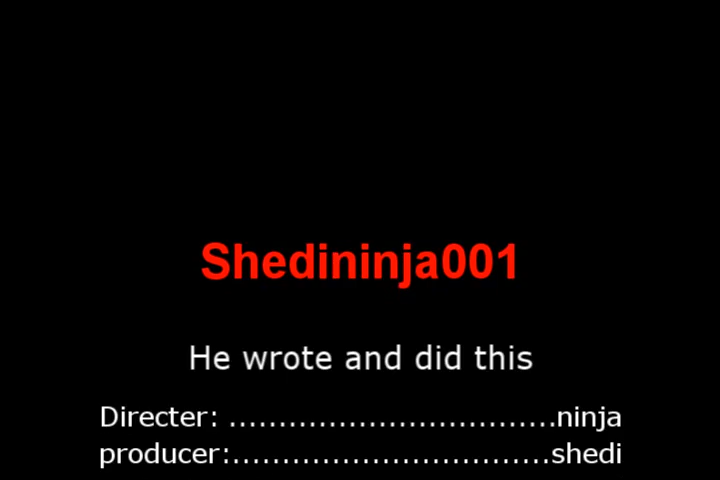 Shedininja001
He wrote and did this
Directer: .................................ninja
producer:................................shedi